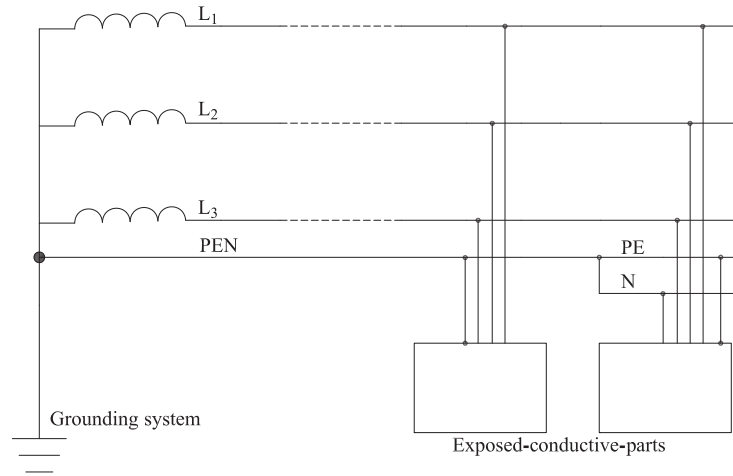 L1
L2
L3
PEN
PE
N
Grounding system
Exposed-conductive-parts